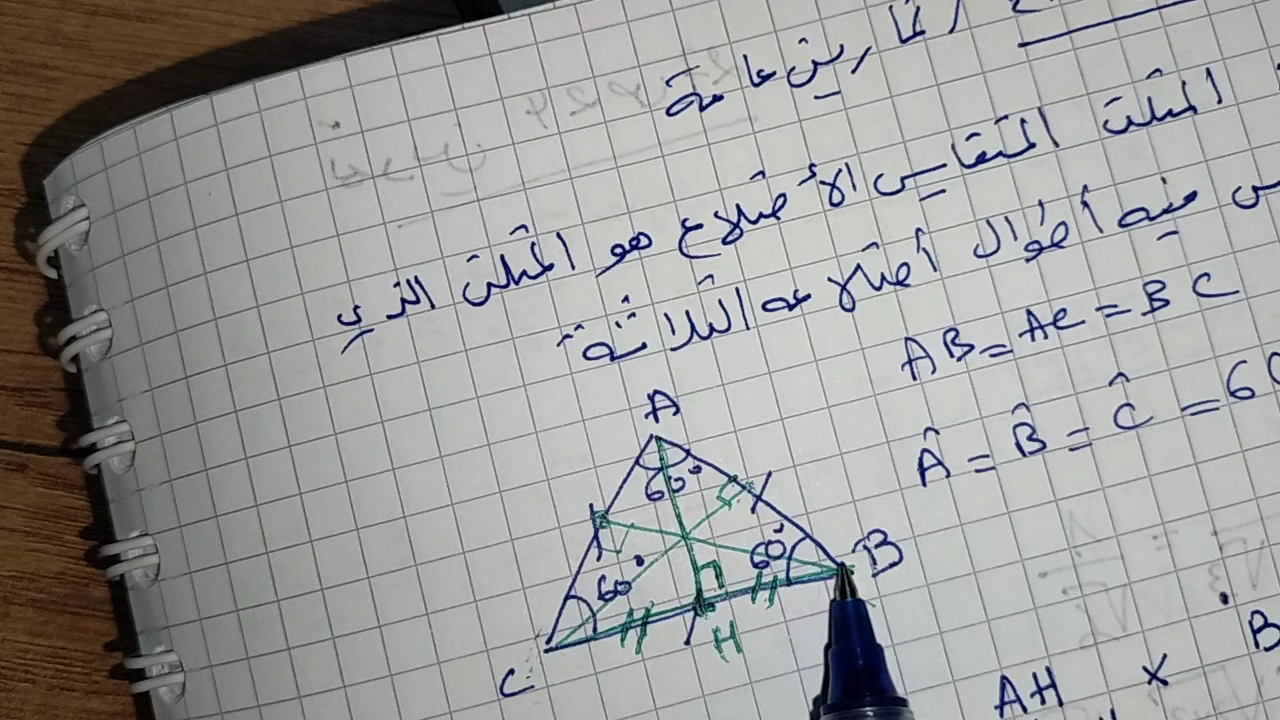 تمارين عامة
المثلث المتقايس الأضلاع هو المثلث الذي
فيه أطوال أضلاعه الثلاثة
AB = AC = BC
Â = B̂ = Ĉ = 60
A
60°
60°
60°
B
C
H
AH × B